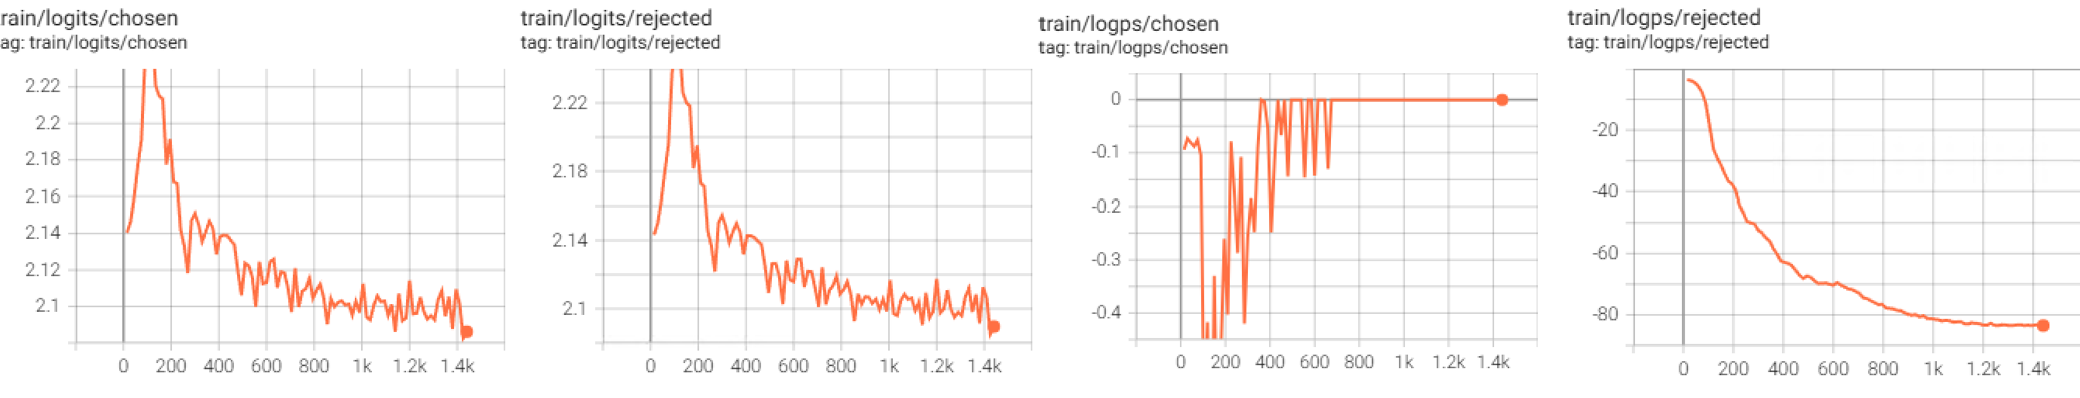 rain/logits/chosen
ag: train/logits/chosen
2.22
2.2
2.18
2.16
2.14
2.12
2.1
0 200 400 600 800 1k 1.2k 1.4k
train/logits/rejected
tag: train/logits/rejected
2.22
2.18
2.14
2.1
0 200 400 600 800 1k 1.2k 1.4k
train/logps/chosen
tag: train/logps/chosen
0
-0.1
-0.2
-0.3
-0.4
0 200 400 600 800 1k 1.2k 1.4k
train/logps/rejected
tag: train/logps/rejected
-20
-40
-60
-80
0 200 400 600 800 1k 1.2k 1.4k